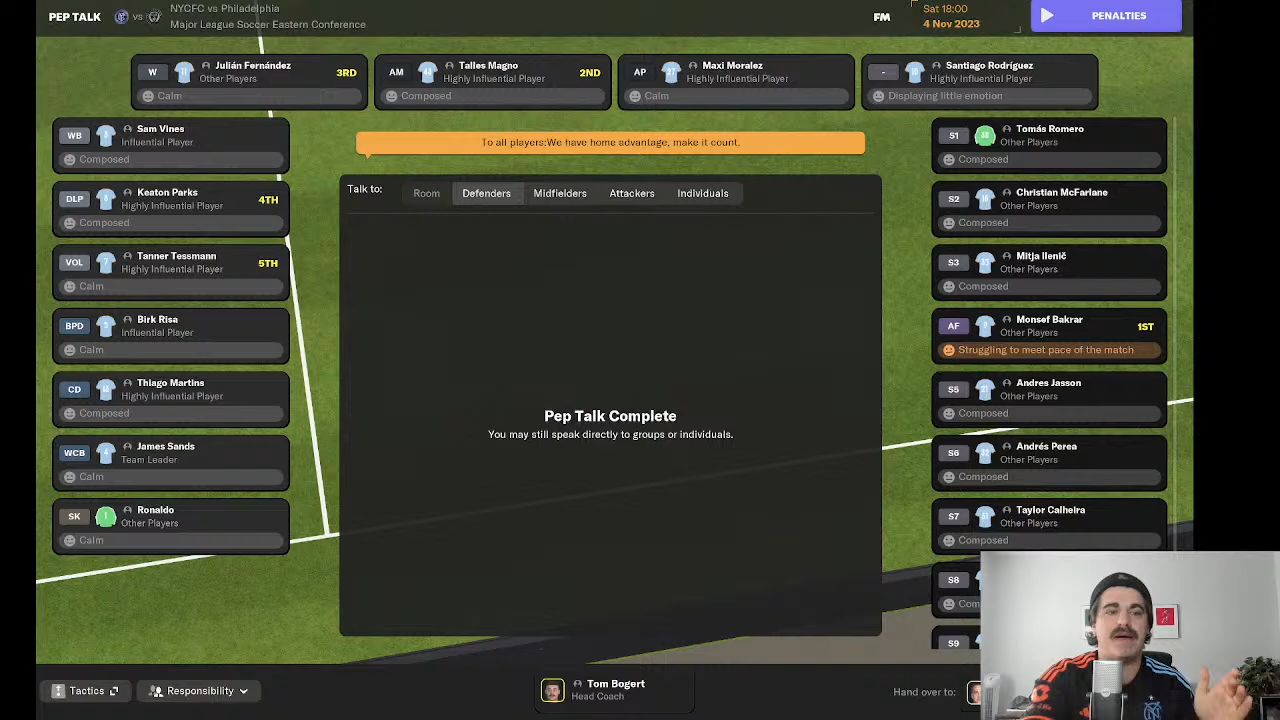 PEP TALK
vs
NYCFC vs Philadelphia
Major League Soccer Eastern Conference
FM
Sat 18:00
4 Nov 2023
PENALTIES
W
Julián Fernández
Other Players
3RD
Calm
AM
Talles Magno
Highly Influential Player
2ND
Composed
AP
Maxi Moralez
Highly Influential Player
Calm
-
Santiago Rodríguez
Highly Influential Player
Displaying little emotion
WB
Sam Vines
Influential Player
Composed
DLP
Keaton Parks
Highly Influential Player
4TH
Composed
VOL
Tanner Tessmann
Highly Influential Player
5TH
Calm
BPD
Birk Risa
Influential Player
Calm
CD
Thiago Martins
Highly Influential Player
Composed
WCB
James Sands
Team Leader
Calm
SK
Ronaldo
Other Players
Calm
To all players:We have home advantage, make it count.
Talk to:
Room
Defenders
Midfielders
Attackers
Individuals
Pep Talk Complete
You may still speak directly to groups or individuals.
S1
Tomás Romero
Other Players
Composed
S2
Christian McFarlane
Other Players
Composed
S3
Mitja Ilenič
Other Players
Composed
AF
Monsef Bakrar
Other Players
1ST
Struggling to meet pace of the match
S5
Andres Jasson
Other Players
Composed
S6
Andrés Perea
Other Players
Composed
S7
Taylor Calheira
Other Players
Composed
S8
Com
S9
Tactics
Responsibility
Tom Bogert
Head Coach
Hand over to: